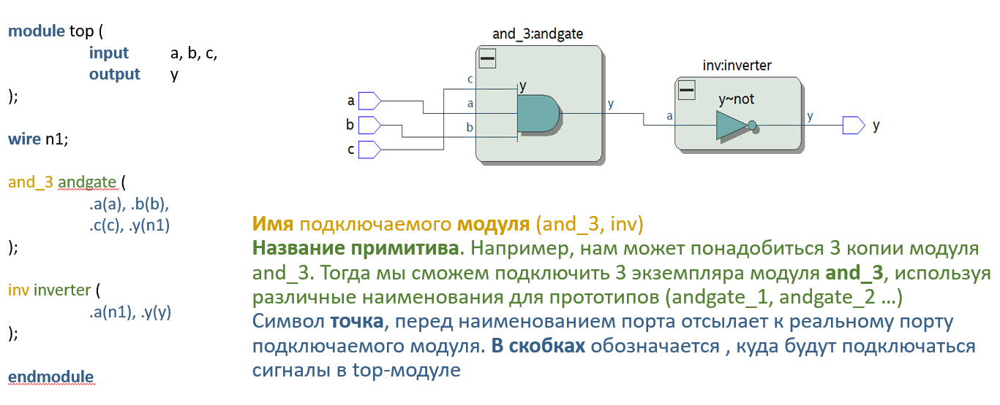 module top (
input a, b, c,
output y
);
wire n1;
and_3 andgate (
.a(a), .b(b),
.c(c), .y(n1)
);
inv inverter (
.a(n1), .y(y)
);
endmodule
and_3:andgate
c
a
b
y
y
a
b
c
inv:inverter
y~not
a
y
y
Имя подключаемого модуля (and_3, inv)
Название примитива. Например, нам может понадобиться 3 копии модуля
and_3. Тогда мы сможем подключить 3 экземпляра модуля and_3, используя
различные наименования для прототипов (andgate_1, andgate_2 ...)
Символ точка, перед наименованием порта отсылает к реальному порту
подключаемого модуля. В скобках обозначается , куда будут подключаться
сигналы в top-модуле